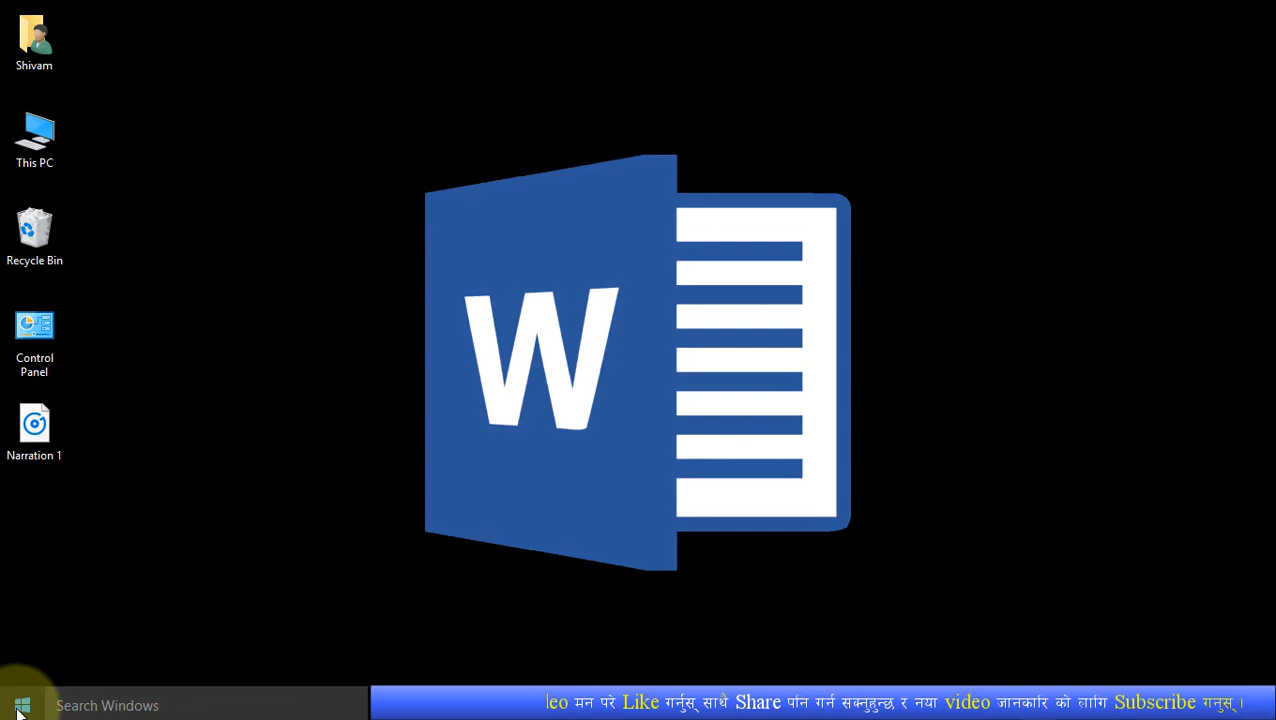 Shivam
This PC
Recycle Bin
Control
Panel
Narration 1
W
Search Windows
leo मन परे Like गर्नुस् साथै Share पनि गर्न सक्नुहुन्छ र नया video जानकारि को लागि Subscribe गनुस् ।